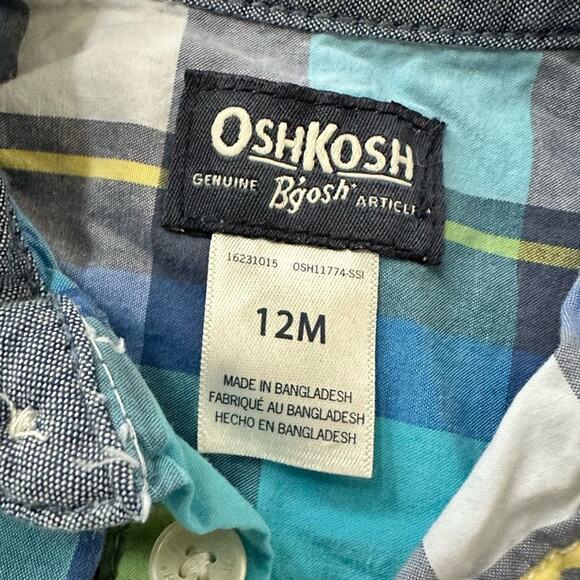 OSHKOSH
GENUINE B'gosh ARTICLE
16231015 OSH11774-SSI
12M
MADE IN BANGLADESH
FABRIQUÉ AU BANGLADESH
HECHO EN BANGLADESH